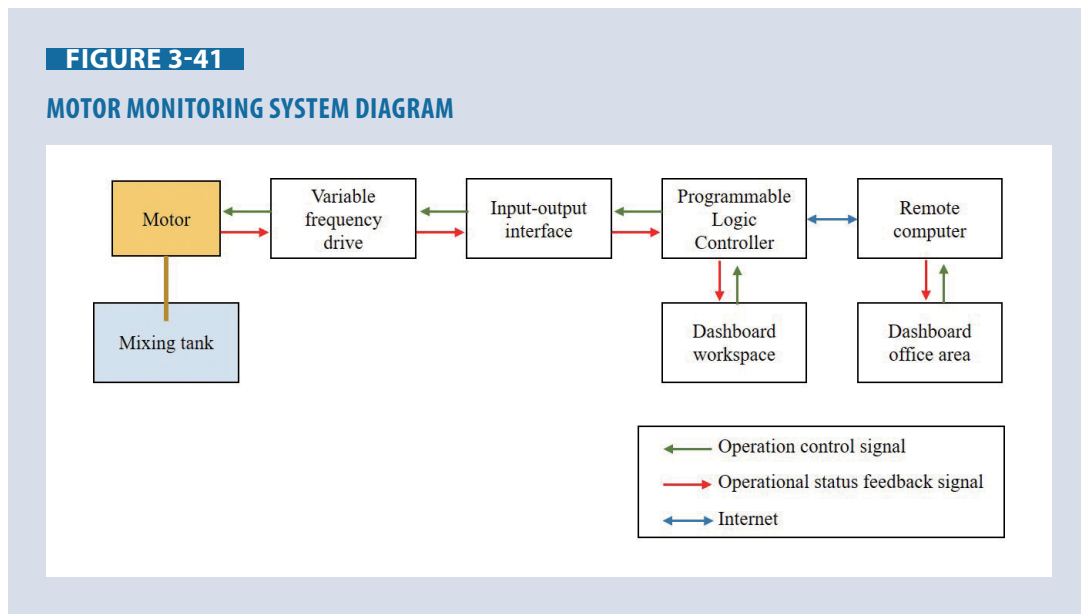 FIGURE 3-41
MOTOR MONITORING SYSTEM DIAGRAM
Motor
Variable
frequency
drive
Input-output
interface
Programmable
Logic
Controller
Remote
computer
Mixing tank
Dashboard
workspace
Dashboard
office area
Operation control signal
Operational status feedback signal
Internet